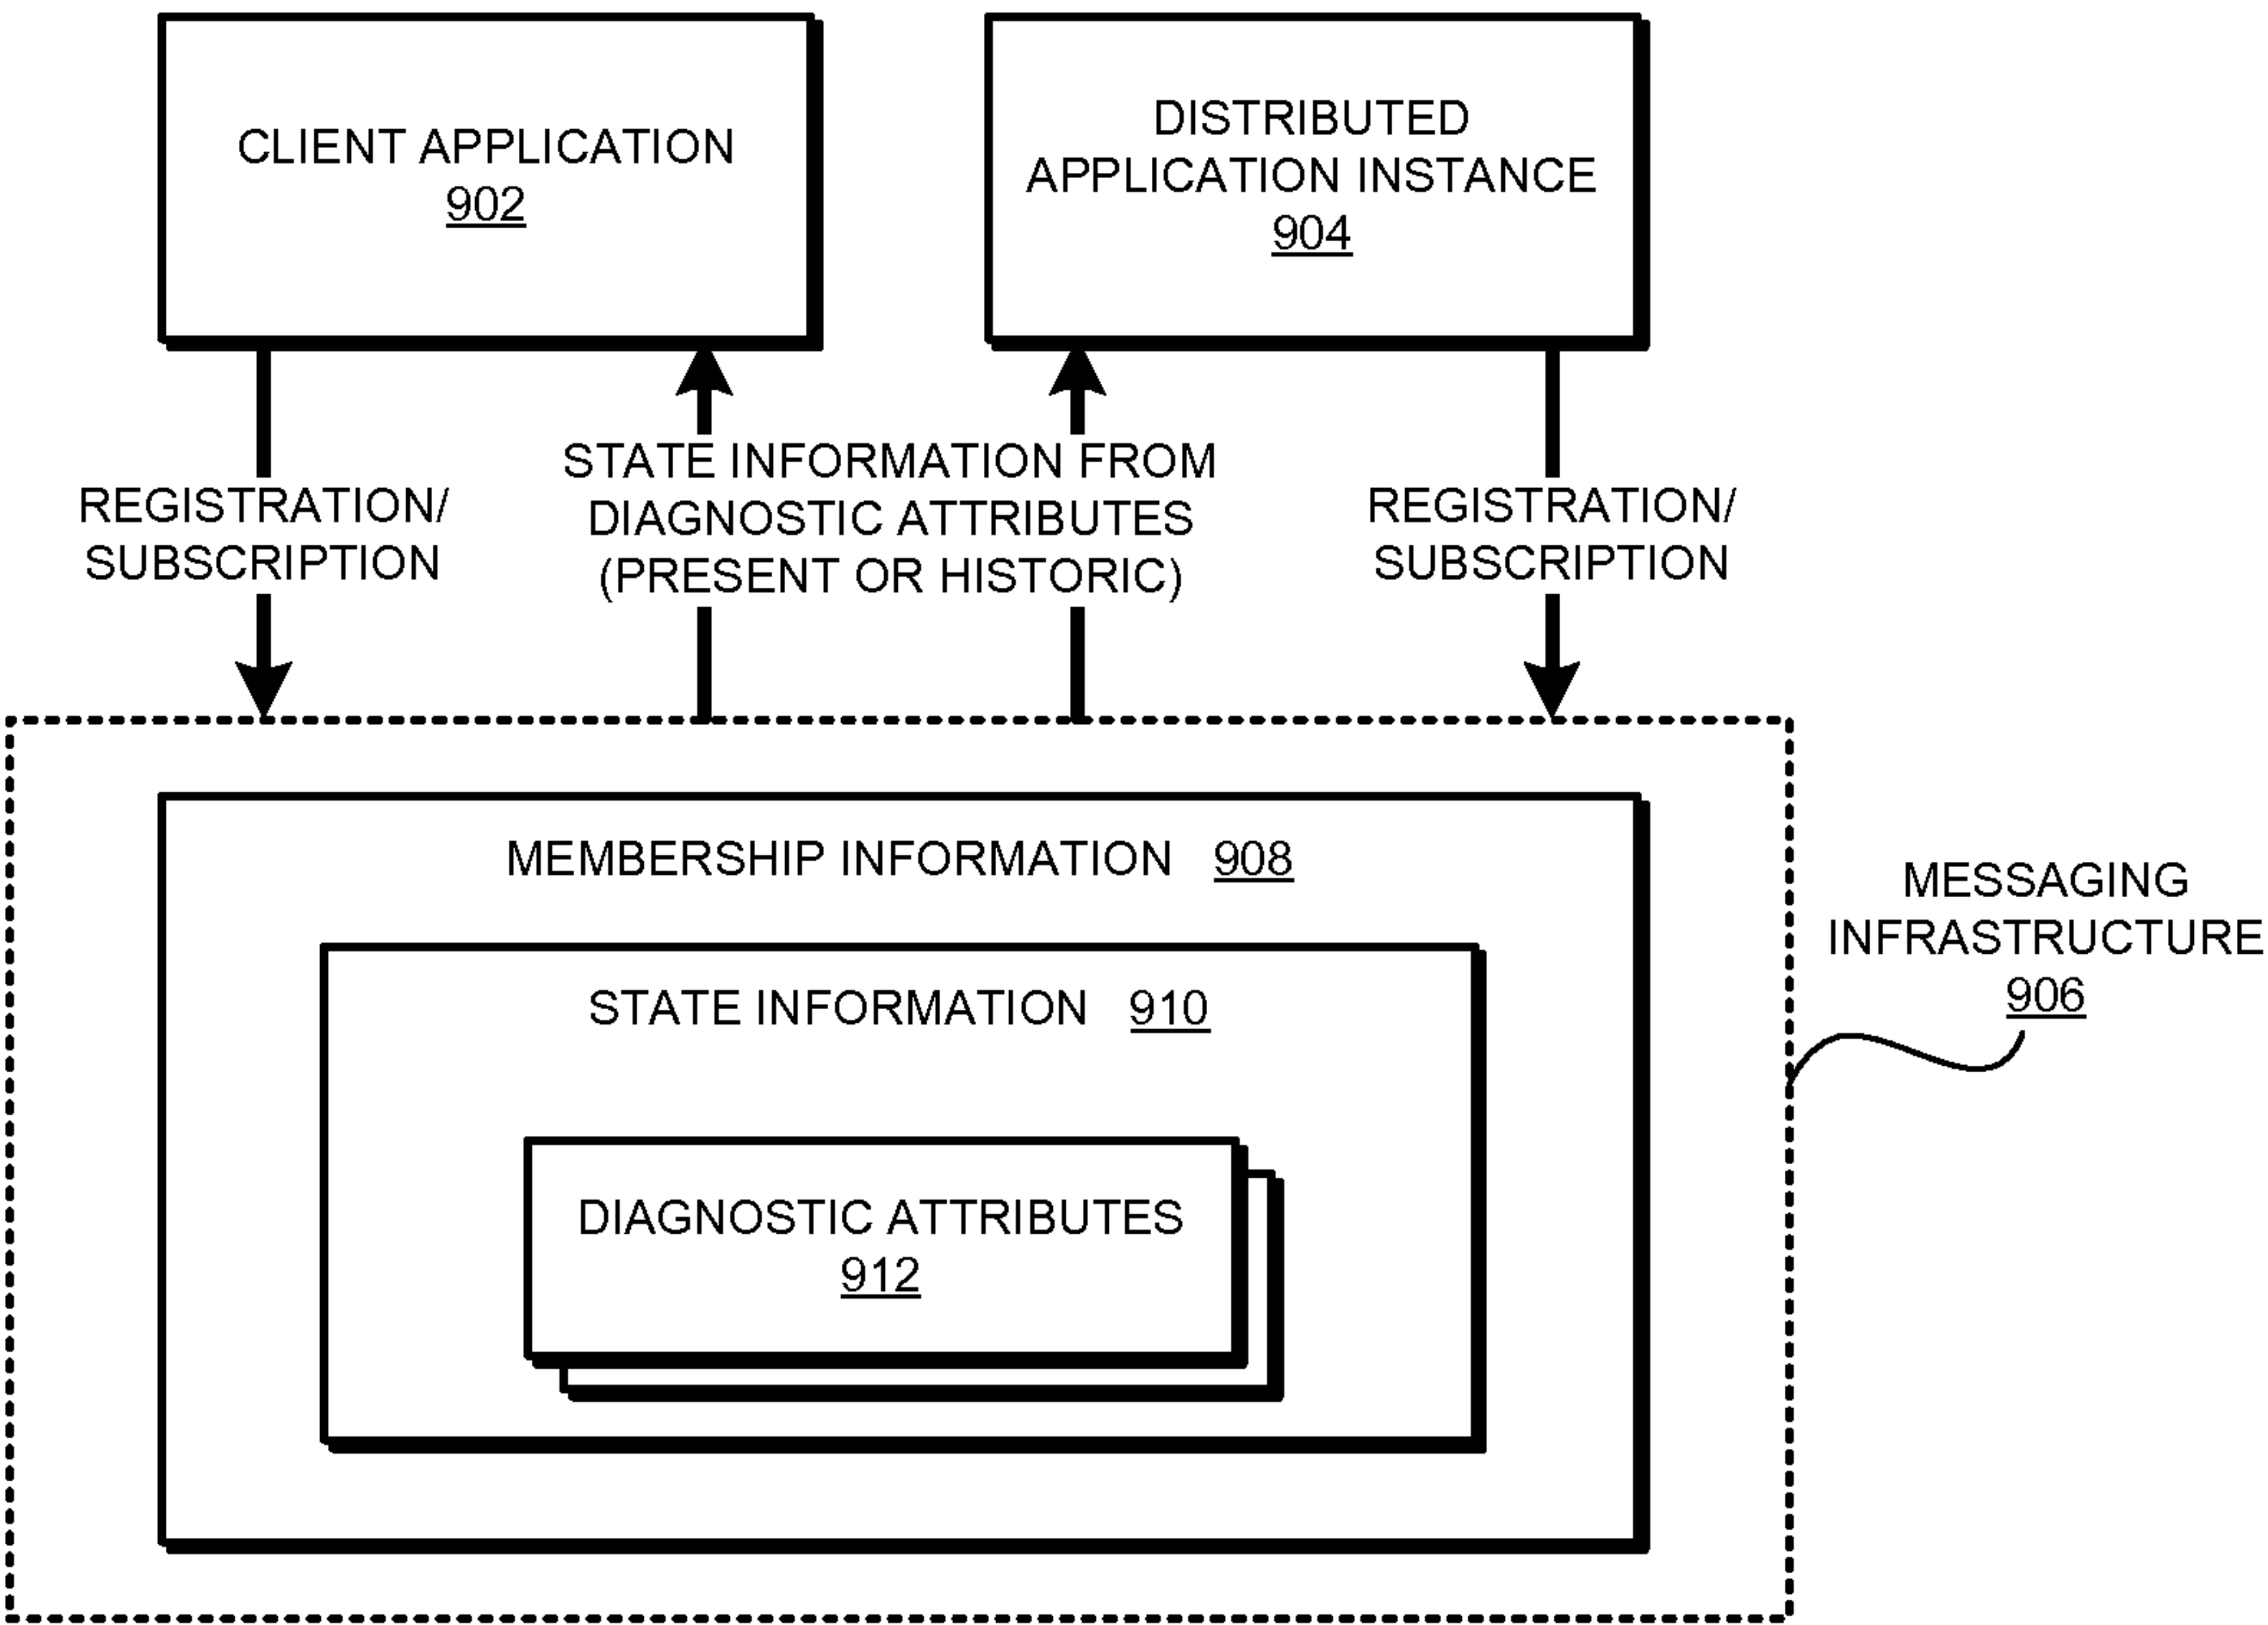 CLIENT APPLICATION
902
DISTRIBUTED
APPLICATION INSTANCE
904
REGISTRATION/
SUBSCRIPTION
STATE INFORMATION FROM
DIAGNOSTIC ATTRIBUTES
(PRESENT OR HISTORIC)
REGISTRATION/
SUBSCRIPTION
MEMBERSHIP INFORMATION 908
STATE INFORMATION 910
DIAGNOSTIC ATTRIBUTES
912
MESSAGING
INFRASTRUCTURE
906